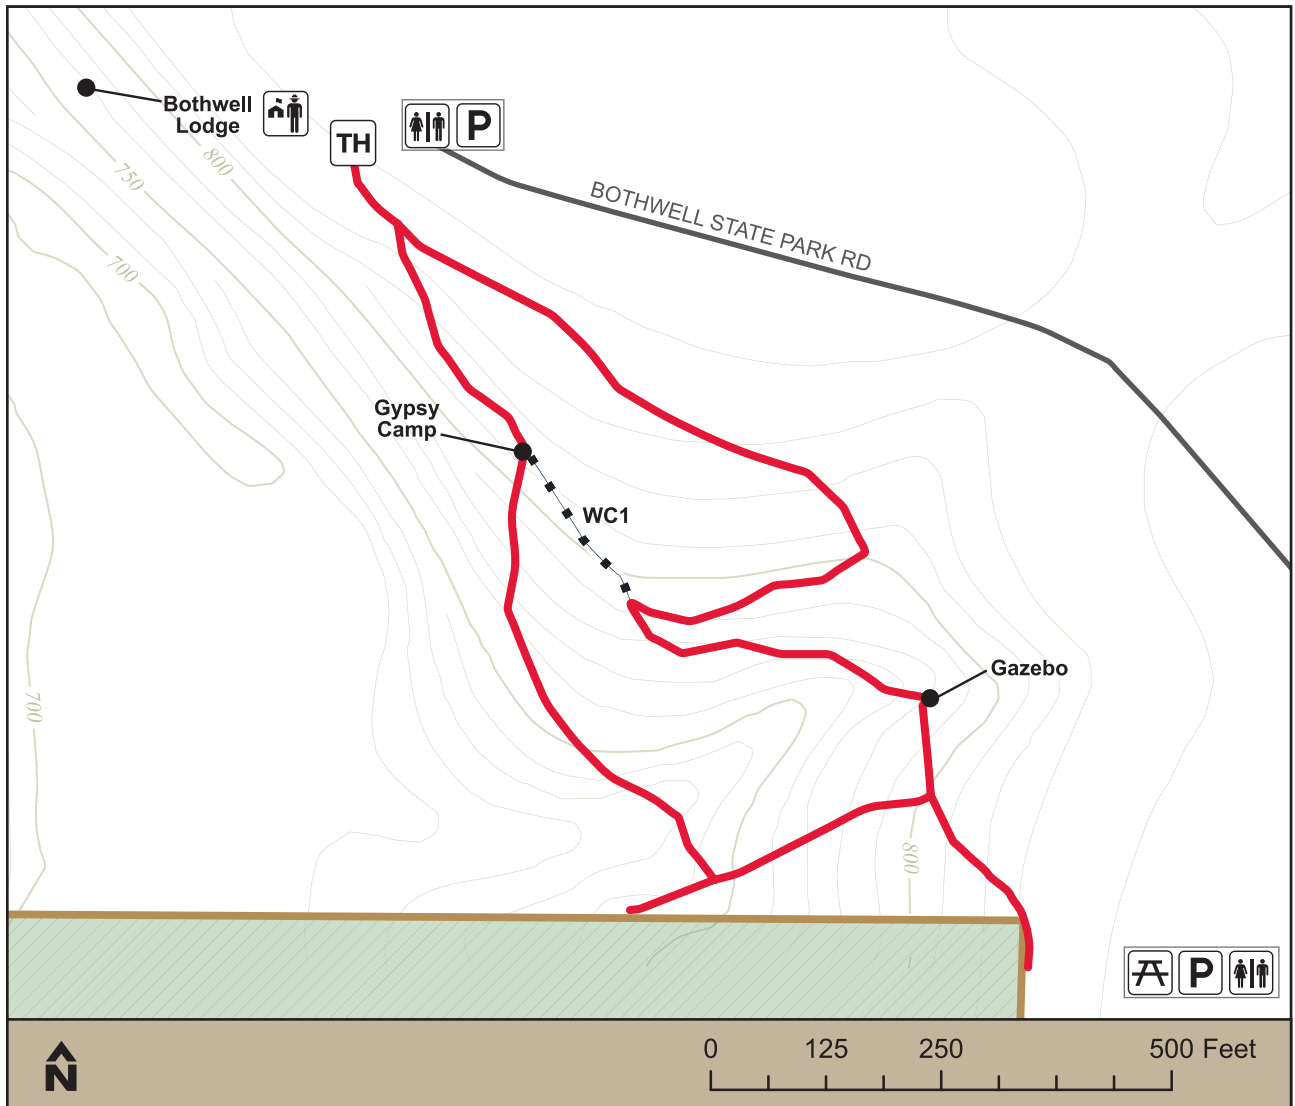 Bothwell
Lodge
TH
P
BOTHWELL STATE PARK RD
800
750
700
Gypsy
Camp
WC1
Gazebo
700
800
P
N
0 125 250 500 Feet